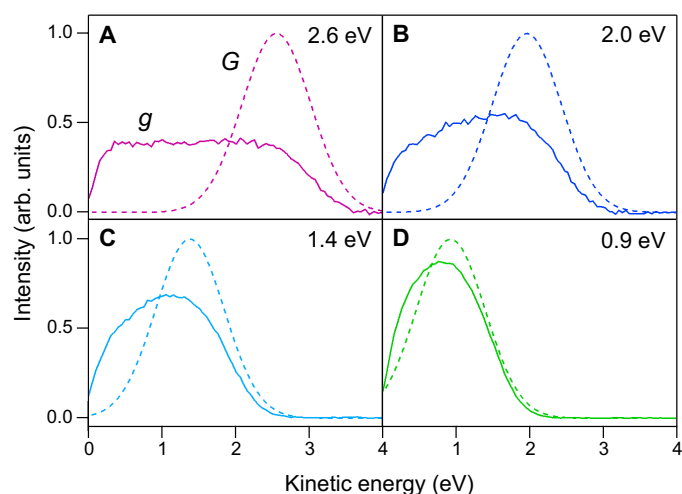 A 2.6 eV B 2.0 eV
G
g
1.0
0.5
0.0
C 1.4 eV D 0.9 eV
1.0
0.5
0.0
0 1 2 3 4 1 2 3 4
Intensity (arb. units)
Kinetic energy (eV)